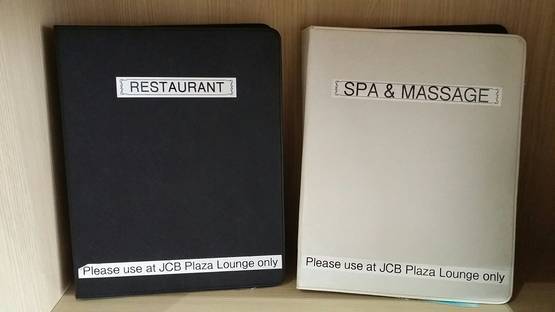 RESTAURANT
Please use at JCB Plaza Lounge only
SPA & MASSAGE
Please use at JCB Plaza Lounge only